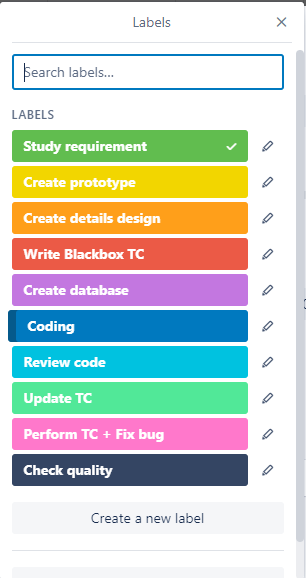 Labels
Search labels...
LABELS
Study requirement
Create prototype
Create details design
Write Blackbox TC
Create database
Coding
Review code
Update TC
Perform TC + Fix bug
Check quality
Create a new label